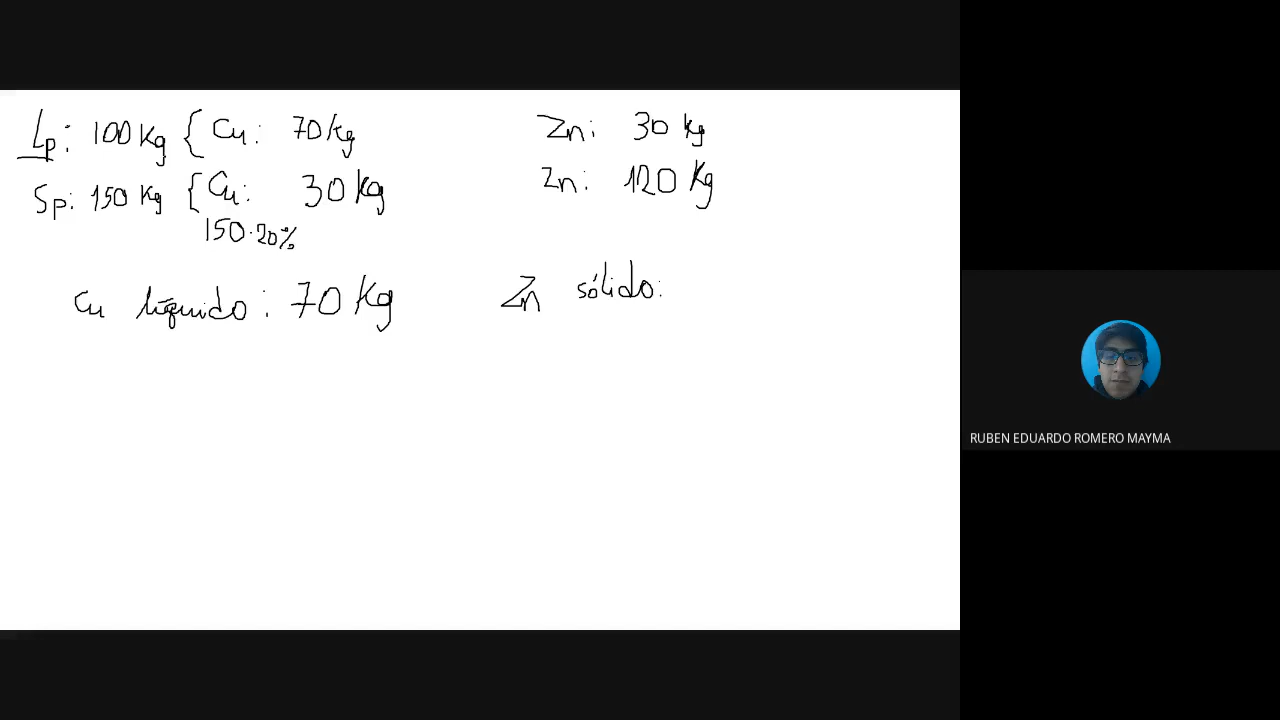 Lp: 100 Kg { Cu: 70 kg Zn: 30 kg
Sp: 150 Kg { Cu: 30 kg Zn: 120 Kg
150·20%
Cu líquido: 70 Kg Zn sólido:
RUBEN EDUARDO ROMERO MAYMA